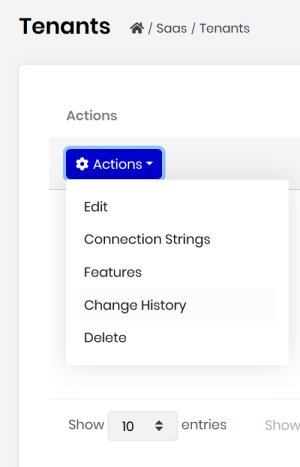 Tenants / Saas / Tenants
Actions
Actions
Edit
Connection Strings
Features
Change History
Delete
Show 10 entries Show